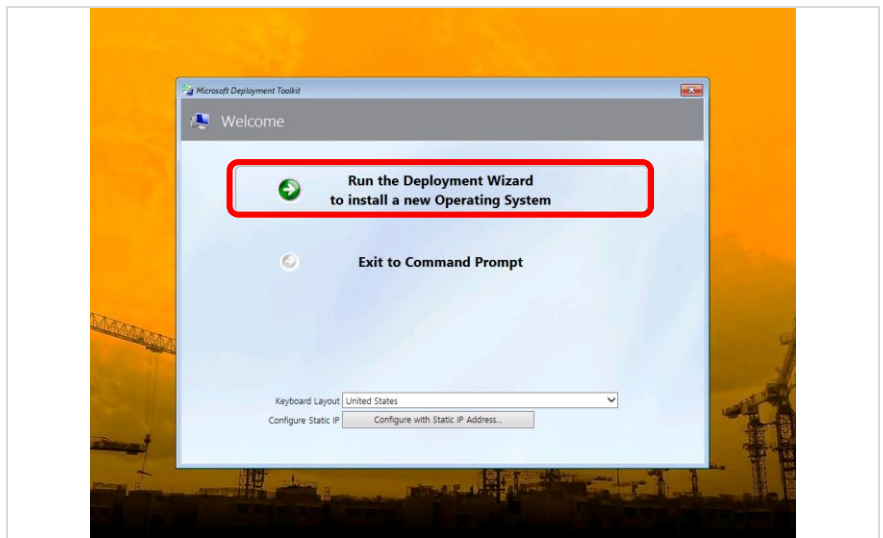 Microsoft Deployment Toolkit
Welcome
Run the Deployment Wizard
to install a new Operating System
Exit to Command Prompt
Keyboard Layout United States
Configure Static IP Configure with Static IP Address...